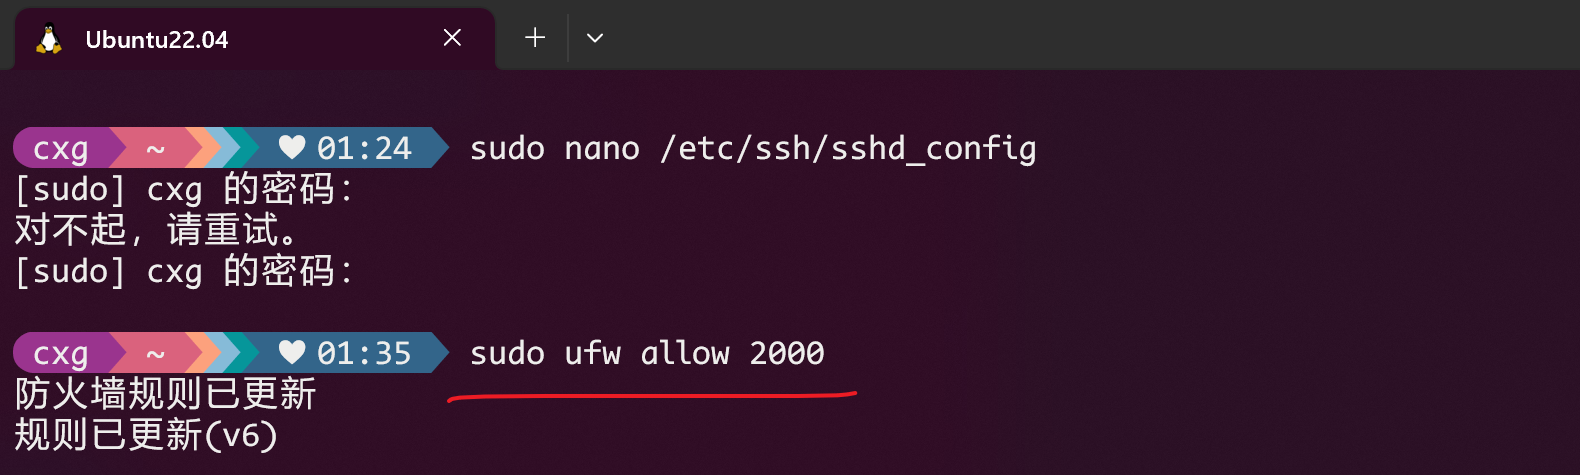 Ubuntu22.04
cxg ~ ♥ 01:24 sudo nano /etc/ssh/sshd_config
[sudo] cxg 的密码：
对不起，请重试。
[sudo] cxg 的密码：
cxg ~ ♥ 01:35 sudo ufw allow 2000
防火墙规则已更新
规则已更新(v6)